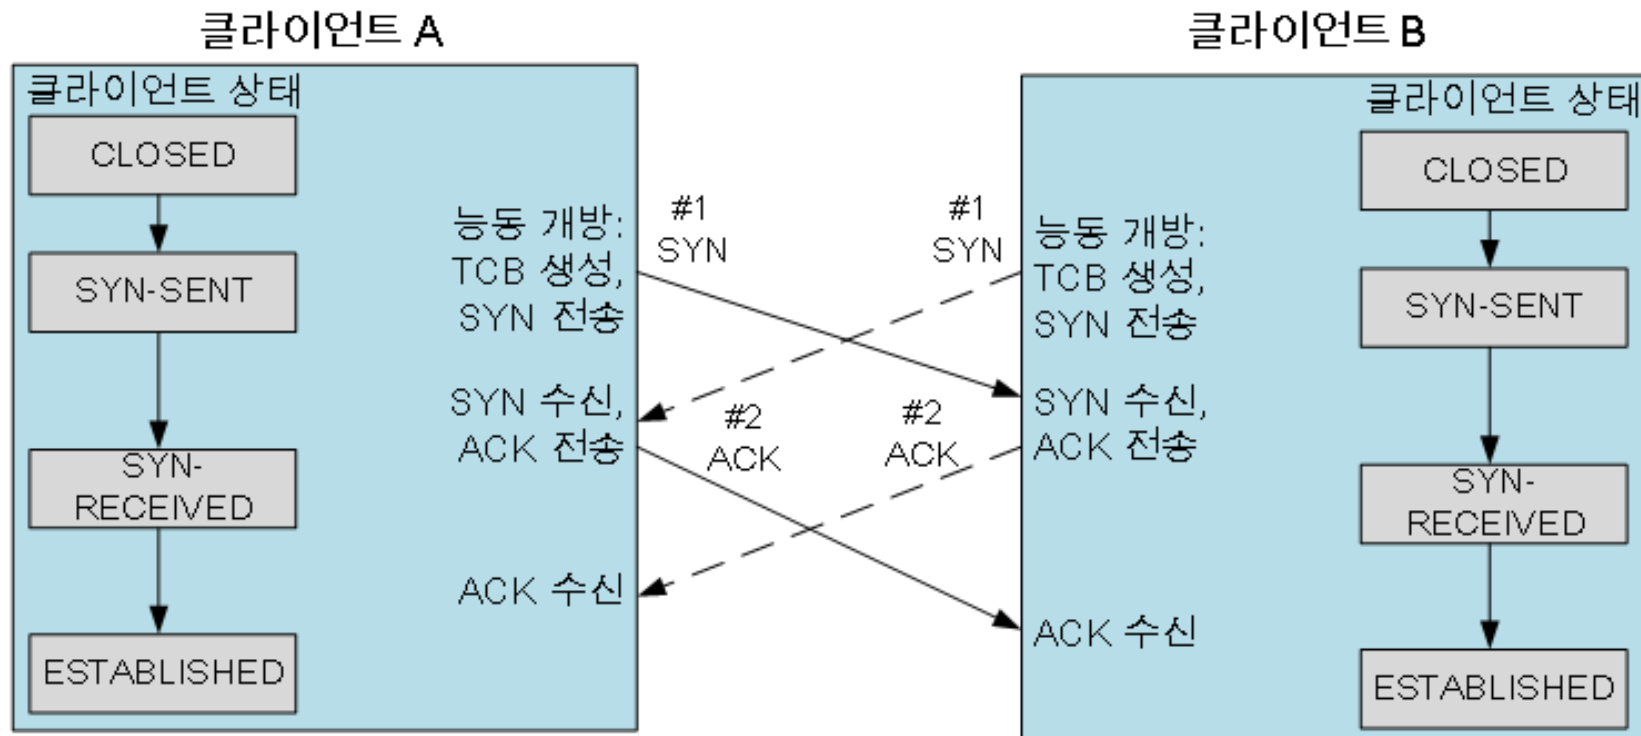 클라이언트 A
클라이언트 상태
CLOSED
SYN-SENT
SYN-
RECEIVED
ESTABLISHED
능동 개방:
TCB 생성,
SYN 전송
SYN 수신,
ACK 전송
ACK 수신
#1
SYN
#2
ACK
#1
SYN
#2
ACK
클라이언트 B
클라이언트 상태
능동 개방:
TCB 생성,
SYN 전송
SYN 수신,
ACK 전송
ACK 수신
CLOSED
SYN-SENT
SYN-
RECEIVED
ESTABLISHED